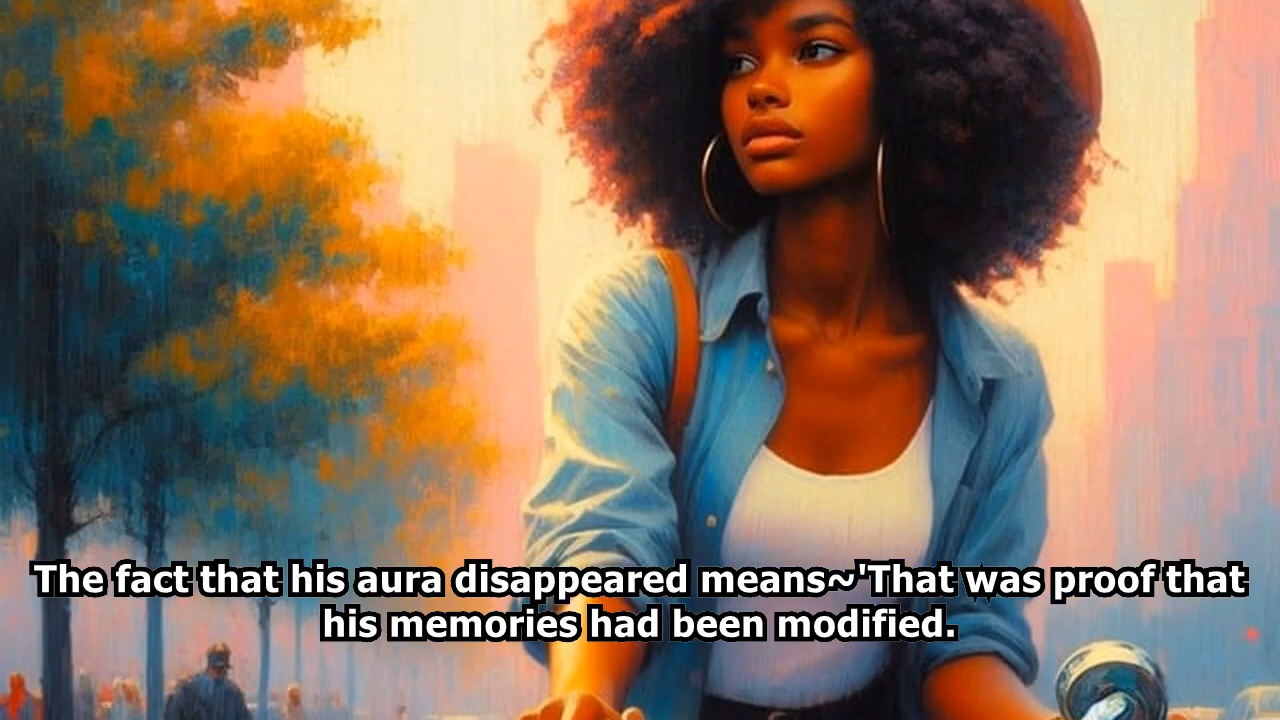 The fact that his aura disappeared means~'That was proof that
his memories had been modified.